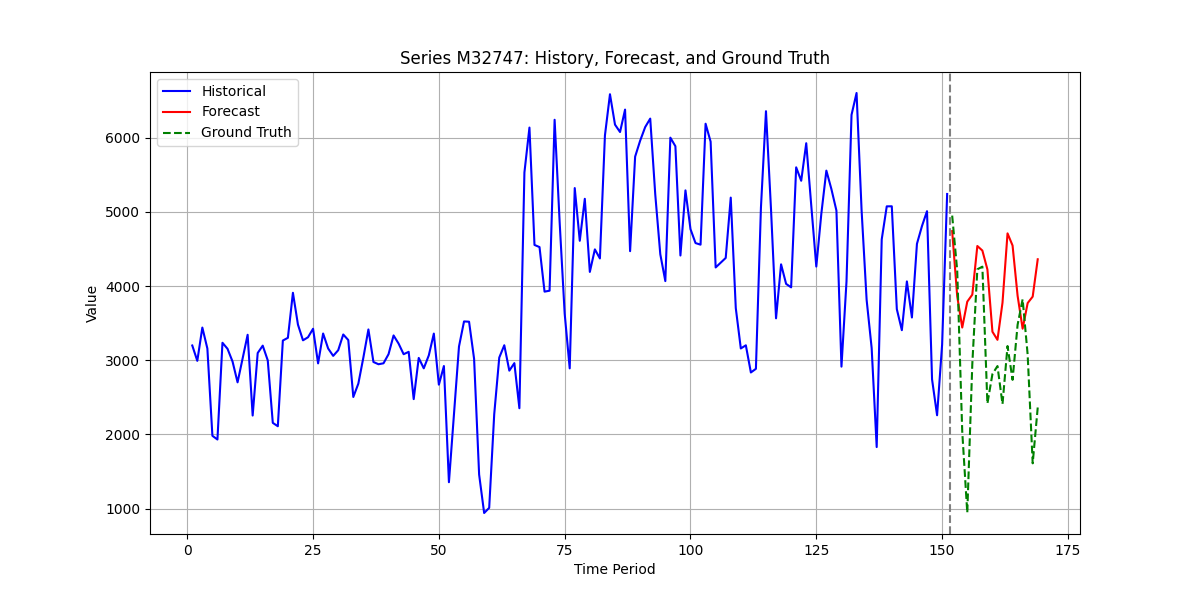 Series M32747: History, Forecast, and Ground Truth
Historical
Forecast
Ground Truth
Value
6000
5000
4000
3000
2000
1000
0
25
50
75
100
125
150
175
Time Period